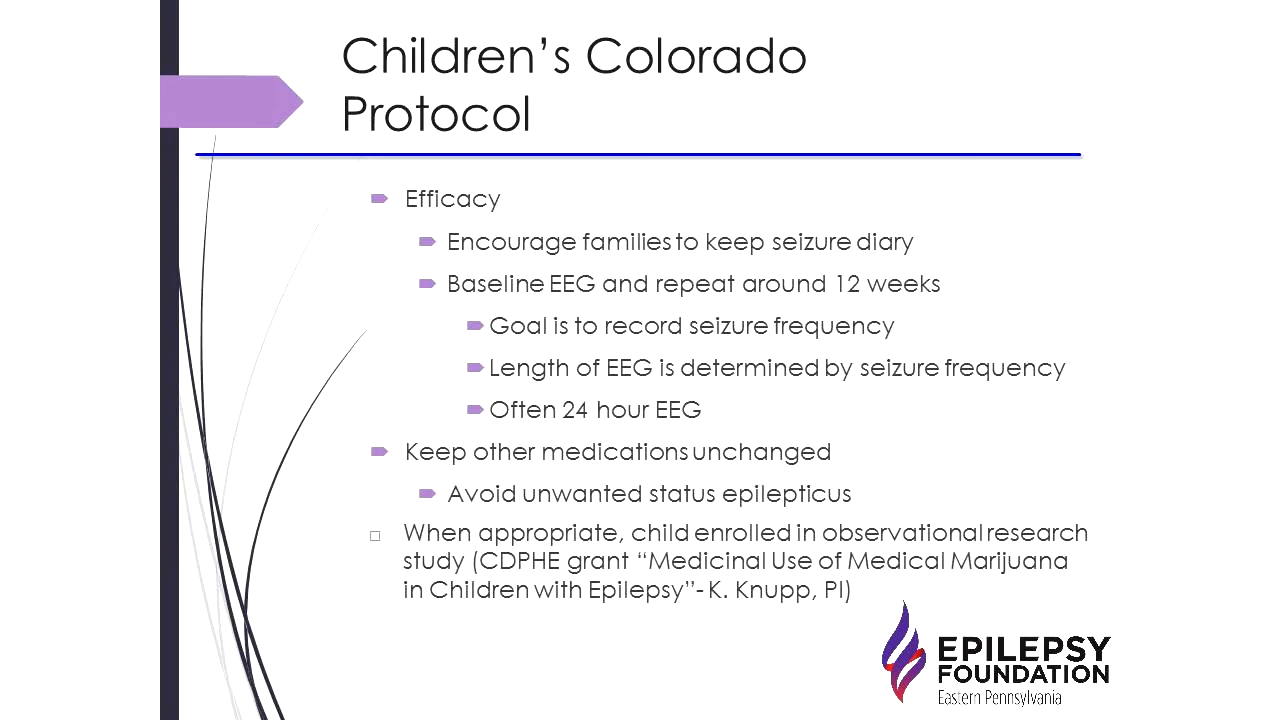 Children's Colorado
Protocol
Efficacy
Encourage families to keep seizure diary
Baseline EEG and repeat around 12 weeks
Goal is to record seizure frequency
Length of EEG is determined by seizure frequency
Often 24 hour EEG
Keep other medications unchanged
Avoid unwanted status epilepticus
When appropriate, child enrolled in observational research
study (CDPHE grant “Medicinal Use of Medical Marijuana
in Children with Epilepsy”- K. Knupp, PI)
EPILEPSY
FOUNDATION
Eastern Pennsylvania